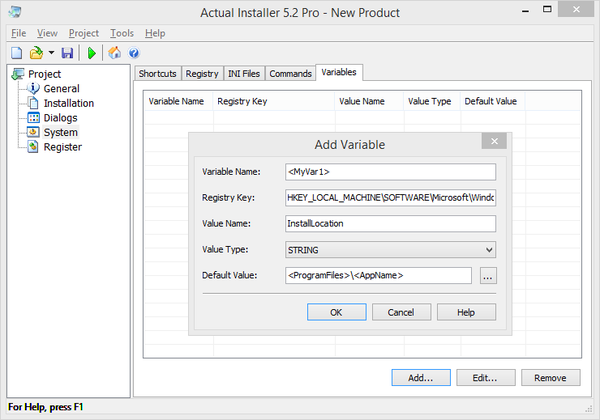 Actual Installer 5.2 Pro - New Product
File View Project Tools Help
Project
General
Installation
Dialogs
System
Register
Shortcuts Registry INI Files Commands Variables
Variable Name Registry Key Value Name Value Type Default Value
Add Variable
Variable Name: <MyVar1>
Registry Key: HKEY_LOCAL_MACHINE\SOFTWARE\Microsoft\Windo
Value Name: InstallLocation
Value Type: STRING
Default Value: <ProgramFiles>\<AppName> ...
OK Cancel Help
Add... Edit... Remove
For Help, press F1